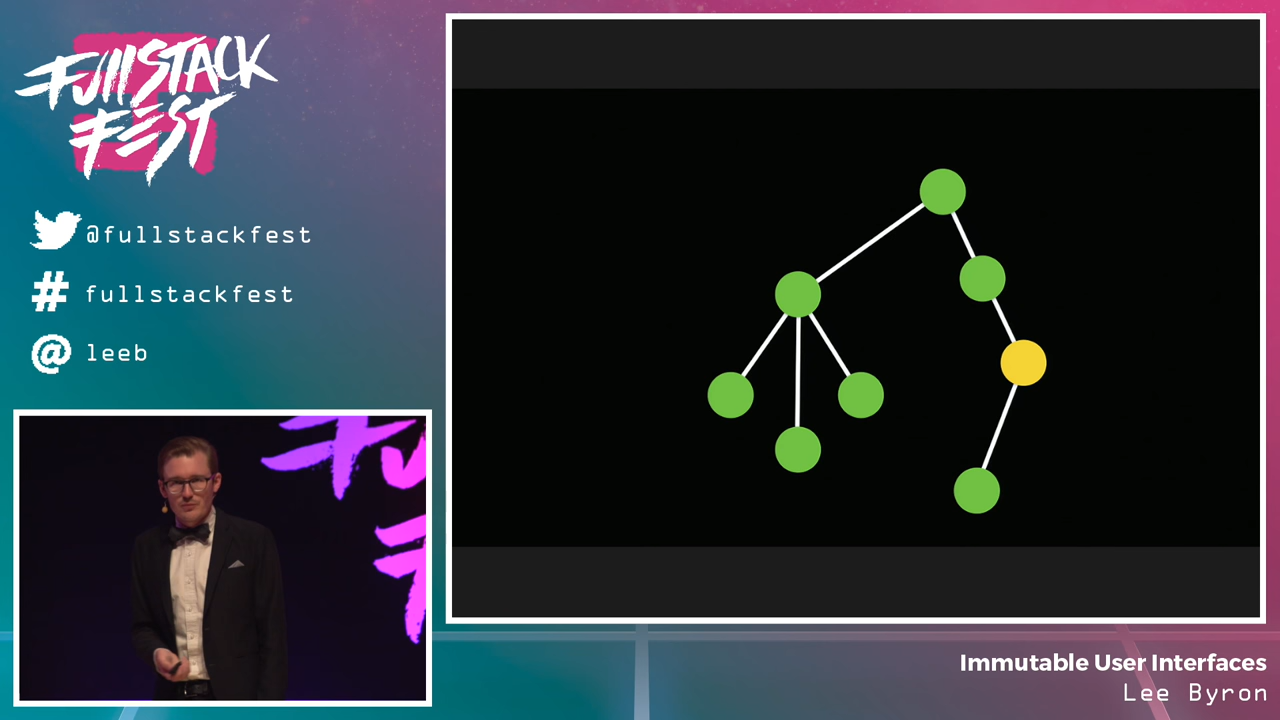 FullStack
Fest
@fullstackfest
# fullstackfest
@ leeb
Immutable User Interfaces
Lee Byron